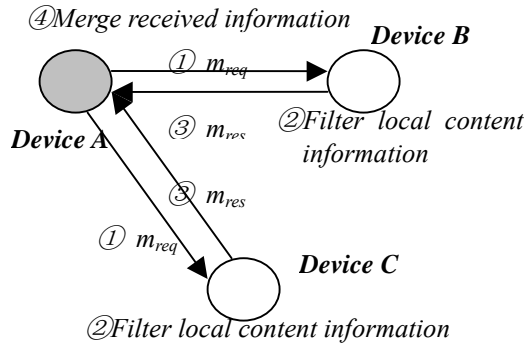 ④Merge received information
Device B
① m_req
Device A
③ m_res
②Filter local content
information
③ m_res
① m_req
Device C
②Filter local content information